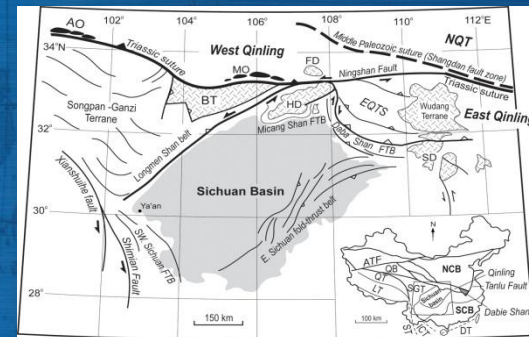 102° 104° 106° 108° 110° 112°E
AO
34°N
Triassic suture
West Qinling
MO
FD
Middle Paleozoic suture (Shangdan fault zone)
NQT
Ningshan Fault
Triassic suture
Songpan -Ganzi
Terrane
BT
HD
Micang Shan FTB
EQTS
Wudang
Terrane
East Qinling
32°
Longmen Shan belt
Daba Shan FTB
SD
Xianshuihe fault
Sichuan Basin
30°
Ya'an
Shimian Fault
SW. Sichuan FTB
E. Sichuan fold-thrust belt
28°
150 km
N
ATF
QB
NCB
Qinling
QT
SGT
Tanlu Fault
LT
Sichuan
basin
SCB
Dabie Shan
100 km
ST
CT
DT